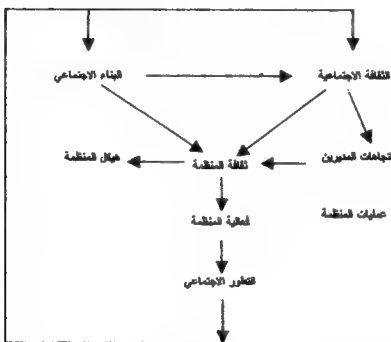 الثقافة الاجتماعية
البناء الاجتماعي
اتجاهات المديرين
ثقافة المنظمة
هيكل المنظمة
عمليات المنظمة
فعالية المنظمة
التطور الاجتماعي